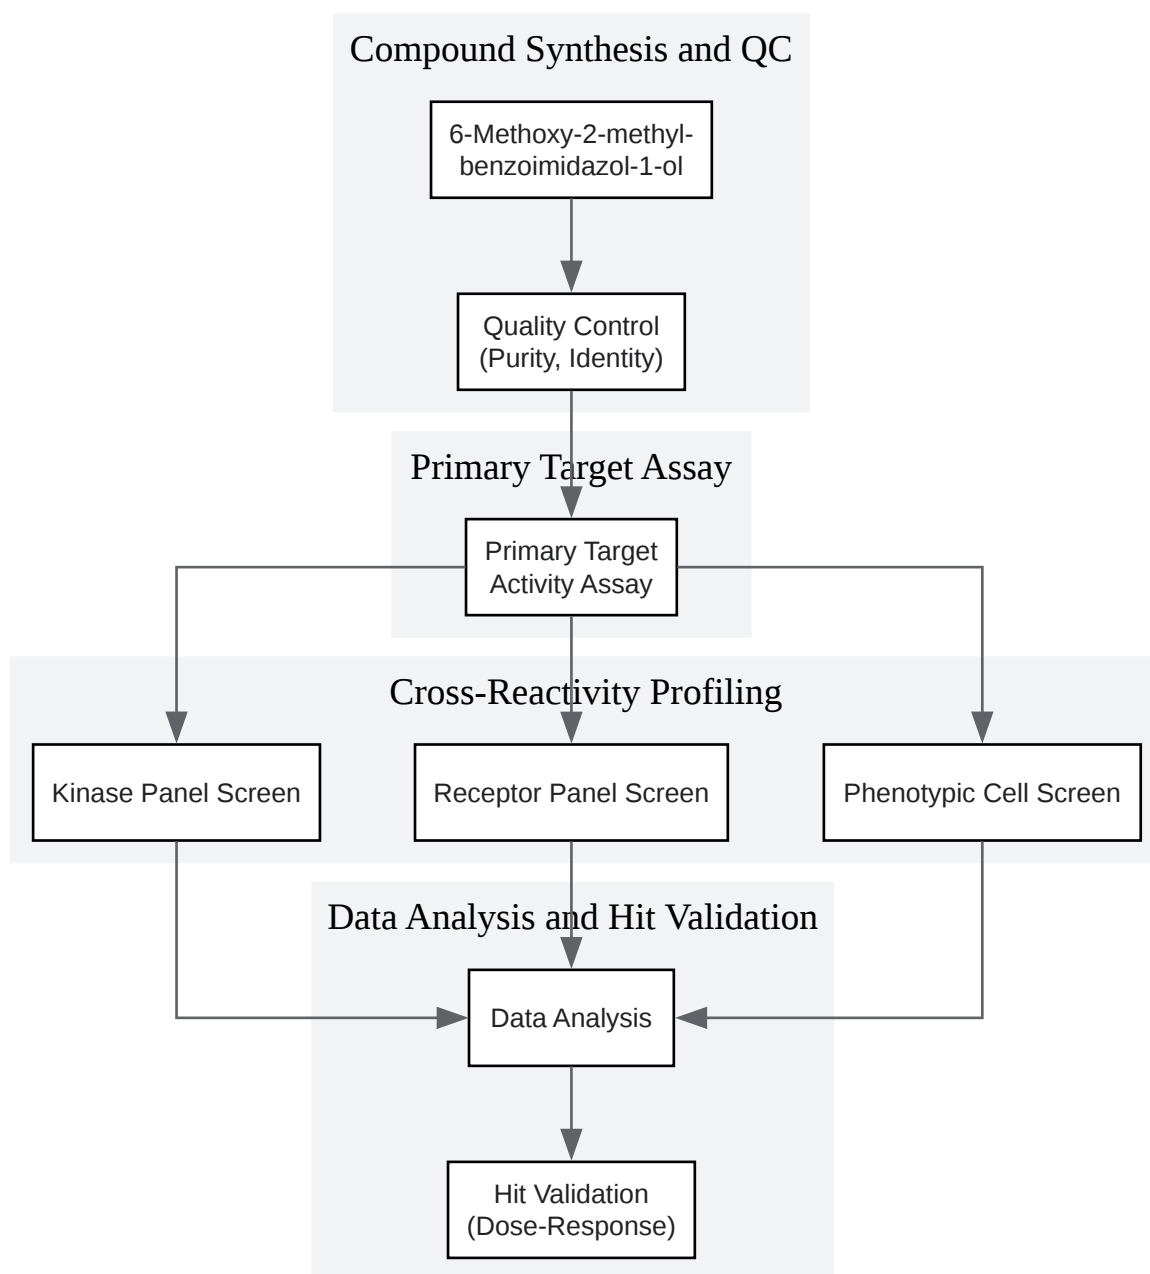 Compound Synthesis and QC
6-Methoxy-2-methyl-
benzoimidazol-1-ol
Quality Control
(Purity, Identity)
Primary Target Assay
Primary Target
Activity Assay
Cross-Reactivity Profiling
Kinase Panel Screen
Receptor Panel Screen
Phenotypic Cell Screen
Data Analysis and Hit Validation
Data Analysis
Hit Validation
(Dose-Response)